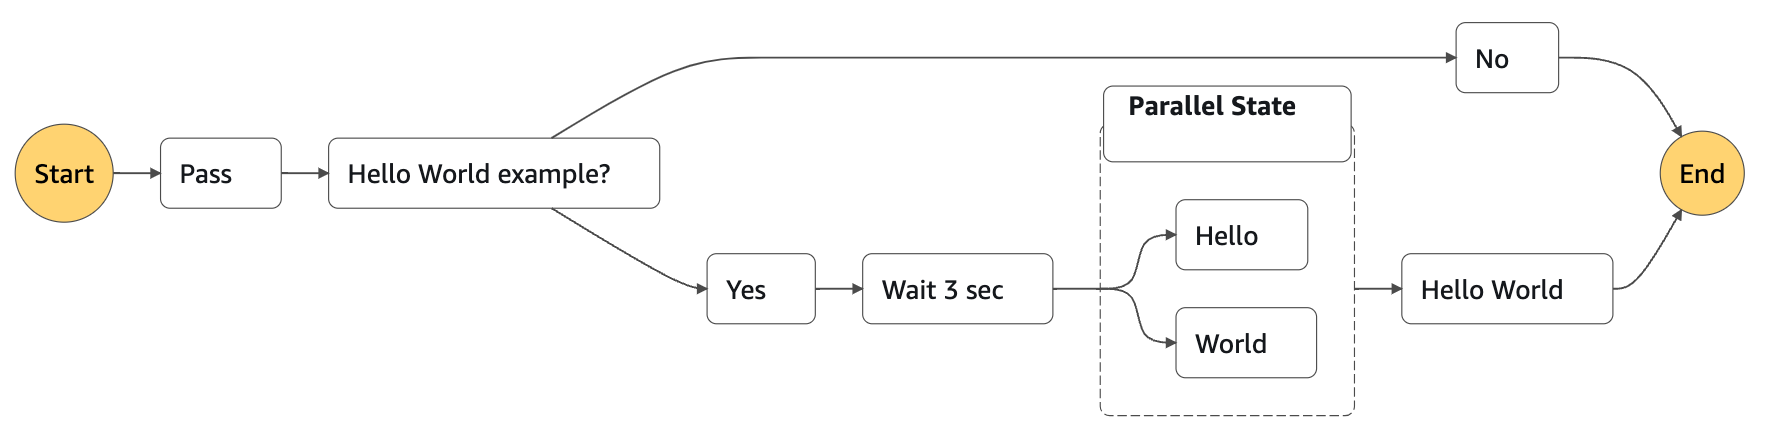 Start
Pass
Hello World example?
No
Yes
Wait 3 sec
Parallel State
Hello
World
Hello World
End